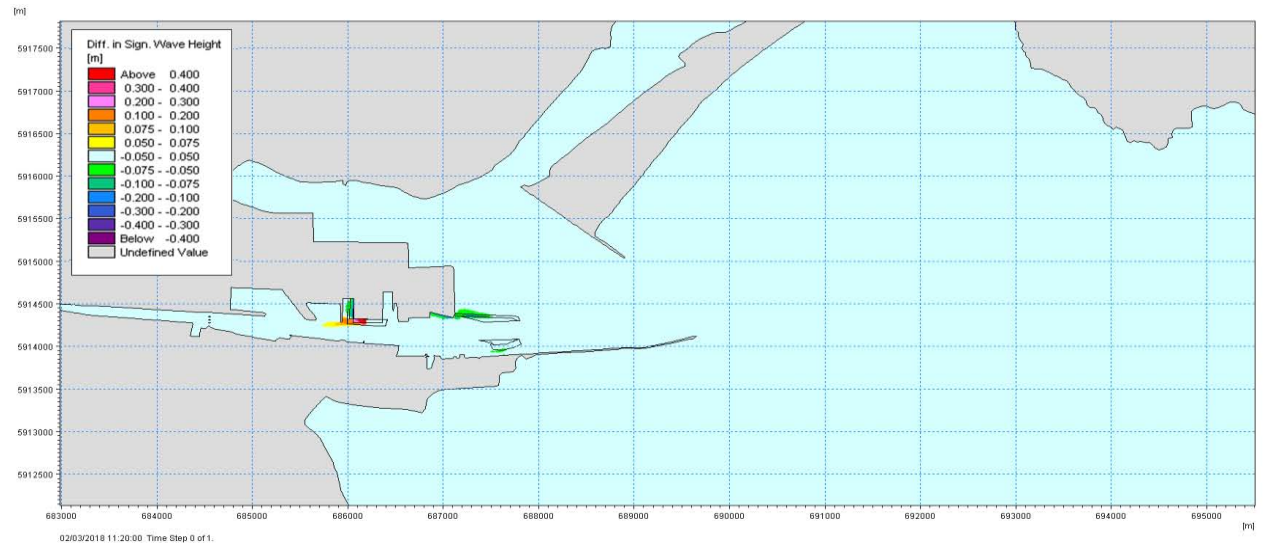 [m]
Diff. in Sign. Wave Height
[m]
Above 0.400
0.300 - 0.400
0.200 - 0.300
0.100 - 0.200
0.075 - 0.100
0.050 - 0.075
-0.050 - 0.050
-0.075 - -0.050
-0.100 - -0.075
-0.200 - -0.100
-0.300 - -0.200
-0.400 - -0.300
Below -0.400
Undefined Value
5917500
5917000
5916500
5916000
5915500
5915000
5914500
5914000
5913500
5913000
5912500
683000 684000 685000 686000 687000 688000 689000 690000 691000 692000 693000 694000 695000
[m]
02/03/2018 11:20:00 Time Step 0 of 1.